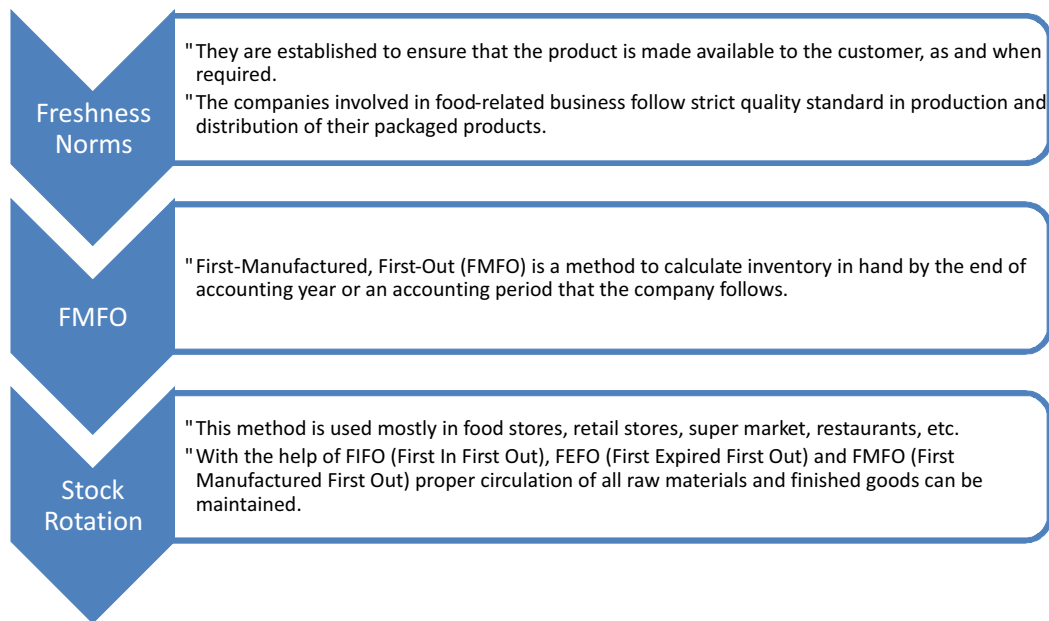 Freshness
Norms
"They are established to ensure that the product is made available to the customer, as and when
required.
"The companies involved in food-related business follow strict quality standard in production and
distribution of their packaged products.
FMFO
"First-Manufactured, First-Out (FMFO) is a method to calculate inventory in hand by the end of
accounting year or an accounting period that the company follows.
Stock
Rotation
"This method is used mostly in food stores, retail stores, super market, restaurants, etc.
"With the help of FIFO (First In First Out), FEFO (First Expired First Out) and FMFO (First
Manufactured First Out) proper circulation of all raw materials and finished goods can be
maintained.